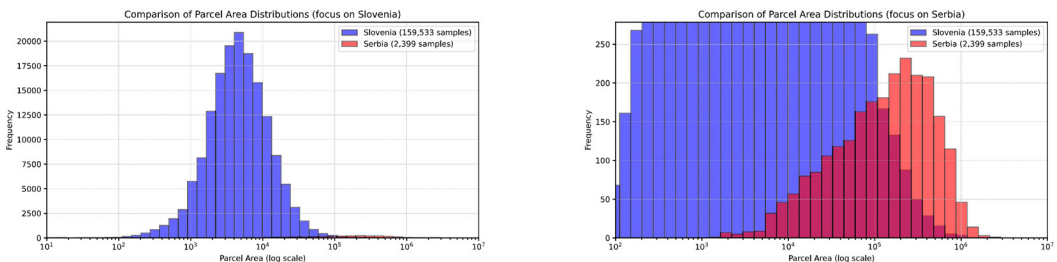 Comparison of Parcel Area Distributions (focus on Slovenia)
Slovenia (159,533 samples)
Serbia (2,399 samples)
Frequency
20000
17500
15000
12500
10000
7500
5000
2500
0
10¹ 10² 10³ 10⁴ 10⁵ 10⁶ 10⁷
Parcel Area (log scale)
Comparison of Parcel Area Distributions (focus on Serbia)
Slovenia (159,533 samples)
Serbia (2,399 samples)
Frequency
250
200
150
100
50
0
10² 10³ 10⁴ 10⁵ 10⁶ 10⁷
Parcel Area (log scale)